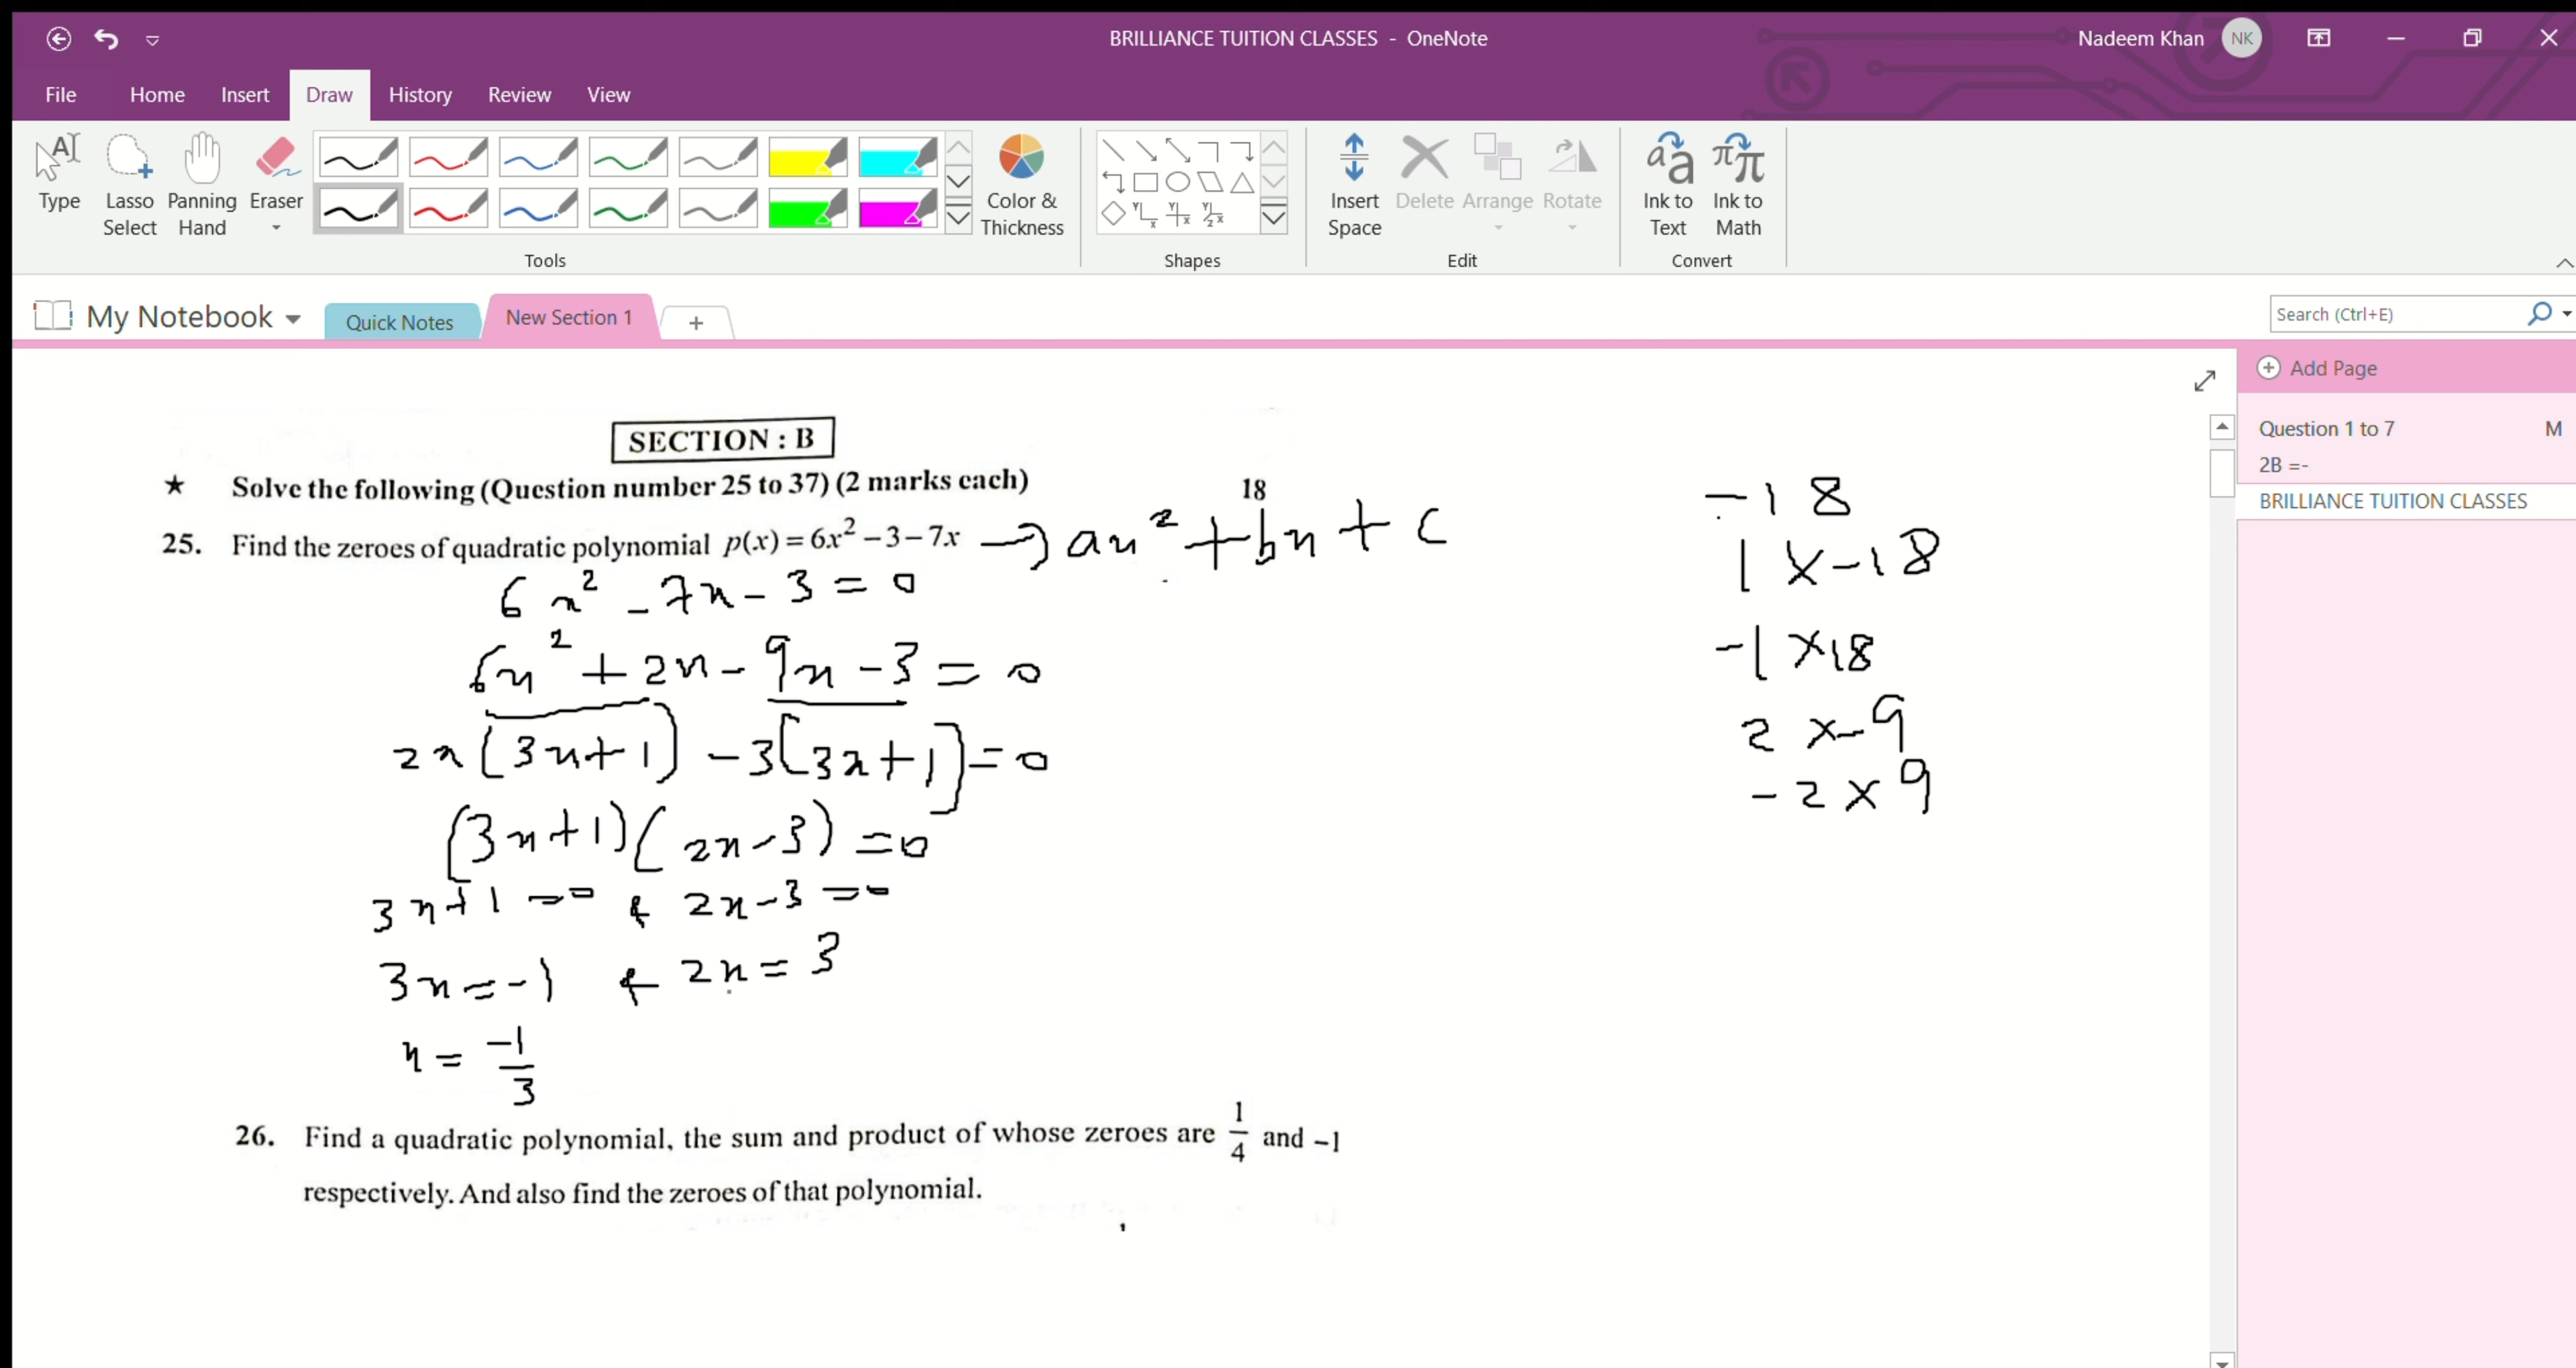 BRILLIANCE TUITION CLASSES - OneNote
Nadeem Khan NK
File Home Insert Draw History Review View
Type
Lasso Select
Panning Hand
Eraser
Color & Thickness
Insert Space
Delete
Arrange
Rotate
Ink to Text
Ink to Math
Tools
Shapes
Edit
Convert
My Notebook
Quick Notes
New Section 1
+
Search (Ctrl+E)
Add Page
Question 1 to 7 M
2B =-
BRILLIANCE TUITION CLASSES
SECTION : B
★ Solve the following (Question number 25 to 37) (2 marks each)
18
25. Find the zeroes of quadratic polynomial p(x) = 6x² – 3 – 7x → ax² + bx + c
6x² - 7x - 3 = 0
6x² + 2x - 9x - 3 = 0
2x(3x+1) - 3(3x+1) = 0
(3x+1)(2x-3) = 0
3x+1 = 0 & 2x-3 = 0
3x = -1 & 2x = 3
x = -1/3
-18
1 x -18
-1 x 18
2 x -9
-2 x 9
26. Find a quadratic polynomial, the sum and product of whose zeroes are 1/4 and –1
respectively. And also find the zeroes of that polynomial.